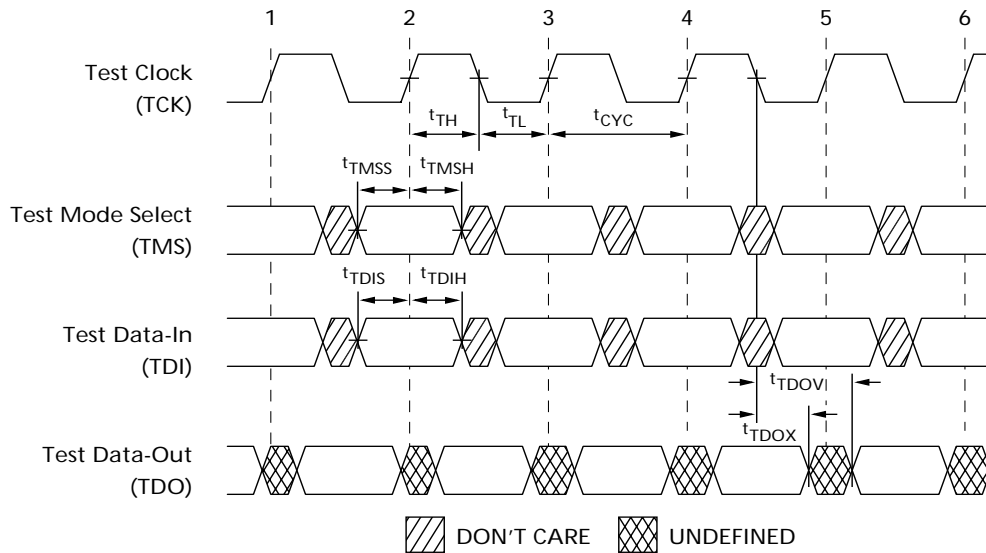 1 2 3 4 5 6
Test Clock
(TCK)
tTH tTL tCYC
tTMSS tTMSH
Test Mode Select
(TMS)
tTDIS tTDIH
Test Data-In
(TDI)
tTDOV
tTDOX
Test Data-Out
(TDO)
DON'T CARE UNDEFINED